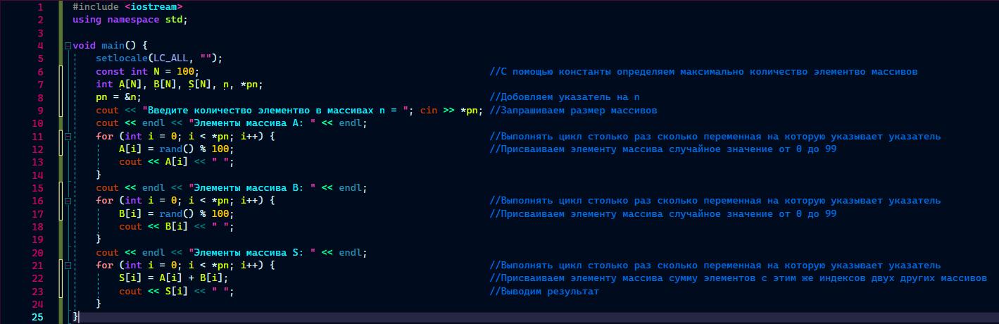 1 #include <iostream>
2 using namespace std;
3
4 void main() {
5 setlocale(LC_ALL, "");
6 const int N = 100; //С помощью константы определяем максимально количество элементво массивов
7 int A[N], B[N], S[N], n, *pn;
8 pn = &n; //Добовляем указатель на n
9 cout << "Введите количество элементво в массивах n = "; cin >> *pn; //Запрашиваем размер массивов
10 cout << endl << "Элементы массива A: " << endl;
11 for (int i = 0; i < *pn; i++) { //Выполнять цикл столько раз сколько переменная на которую указывает указатель
12 A[i] = rand() % 100; //Присваиваем элементу массива случайное значение от 0 до 99
13 cout << A[i] << " ";
14 }
15 cout << endl << "Элементы массива B: " << endl;
16 for (int i = 0; i < *pn; i++) { //Выполнять цикл столько раз сколько переменная на которую указывает указатель
17 B[i] = rand() % 100; //Присваиваем элементу массива случайное значение от 0 до 99
18 cout << B[i] << " ";
19 }
20 cout << endl << "Элементы массива S: " << endl;
21 for (int i = 0; i < *pn; i++) { //Выполнять цикл столько раз сколько переменная на которую указывает указатель
22 S[i] = A[i] + B[i]; //Присваиваем элементу массива сумму элементов с этим же индексов двух других массивов
23 cout << S[i] << " "; //Выводим результат
24 }
25 }